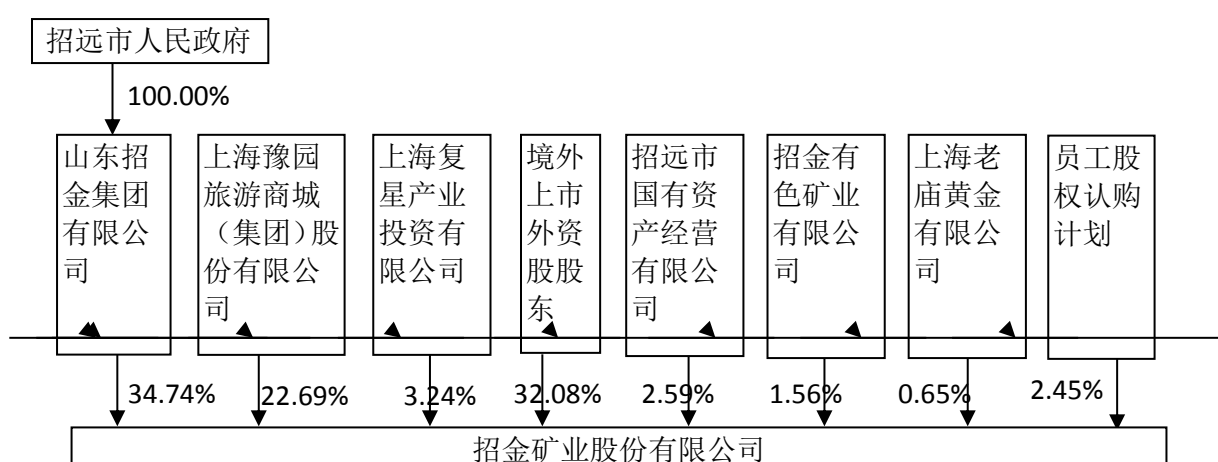 招远市人民政府
100.00%
山东招
金集团
有限公
司
上海豫园
旅游商城
（集团）股
份有限公
司
上海复
星产业
投资有
限公司
境外
上市
外资
股股
东
招远市
国有资
产经营
有限公
司
招金有
色矿业
有限公
司
上海老
庙黄金
有限公
司
员工股
权认购
计划
34.74%
22.69%
3.24%
32.08%
2.59%
1.56%
0.65%
2.45%
招金矿业股份有限公司